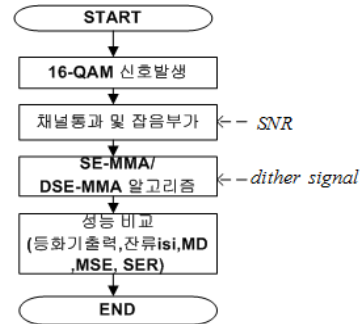 START
16-QAM 신호발생
채널통과 및 잡음부가
SNR
SE-MMA/
DSE-MMA 알고리즘
dither signal
성능 비교
(등화기출력,잔류isi,MD
,MSE, SER)
END